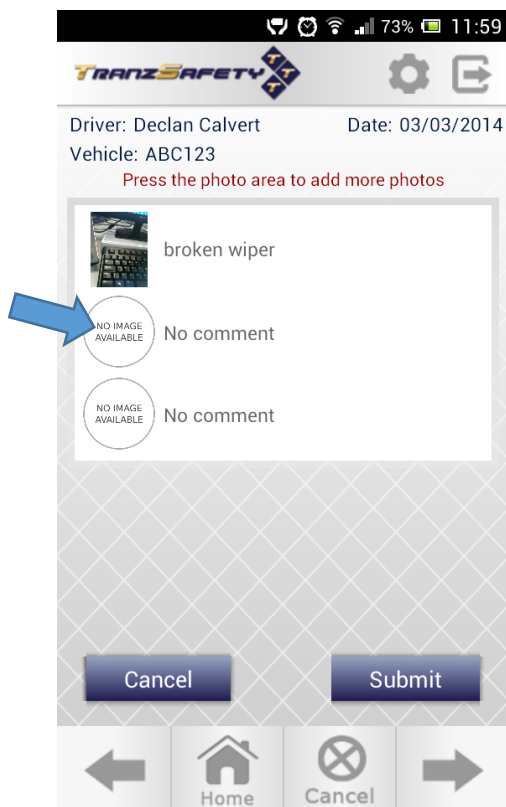 73% 11:59
TRANZSAFETY
T T T T
Driver: Declan Calvert Date: 03/03/2014
Vehicle: ABC123
Press the photo area to add more photos
broken wiper
NO IMAGE
AVAILABLE
No comment
NO IMAGE
AVAILABLE
No comment
Cancel Submit
Home Cancel